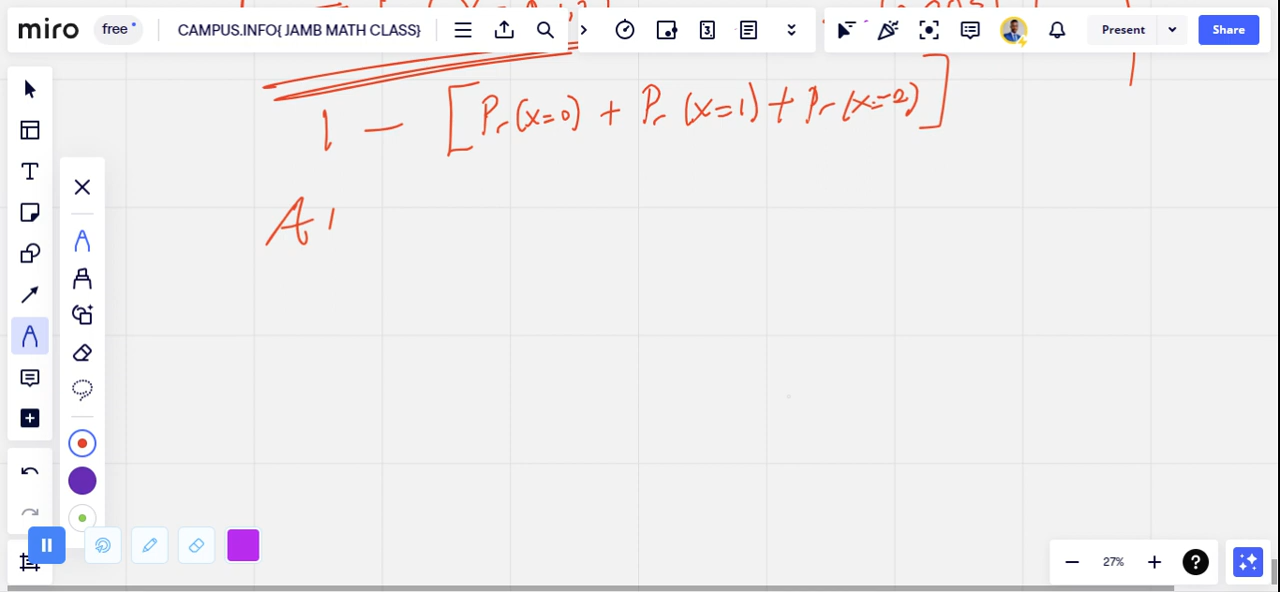 miro free CAMPUS.INFO{ JAMB MATH CLASS} Present Share
1 - [Pr(x=0) + Pr(x=1) + Pr(x=2)]
A
27%